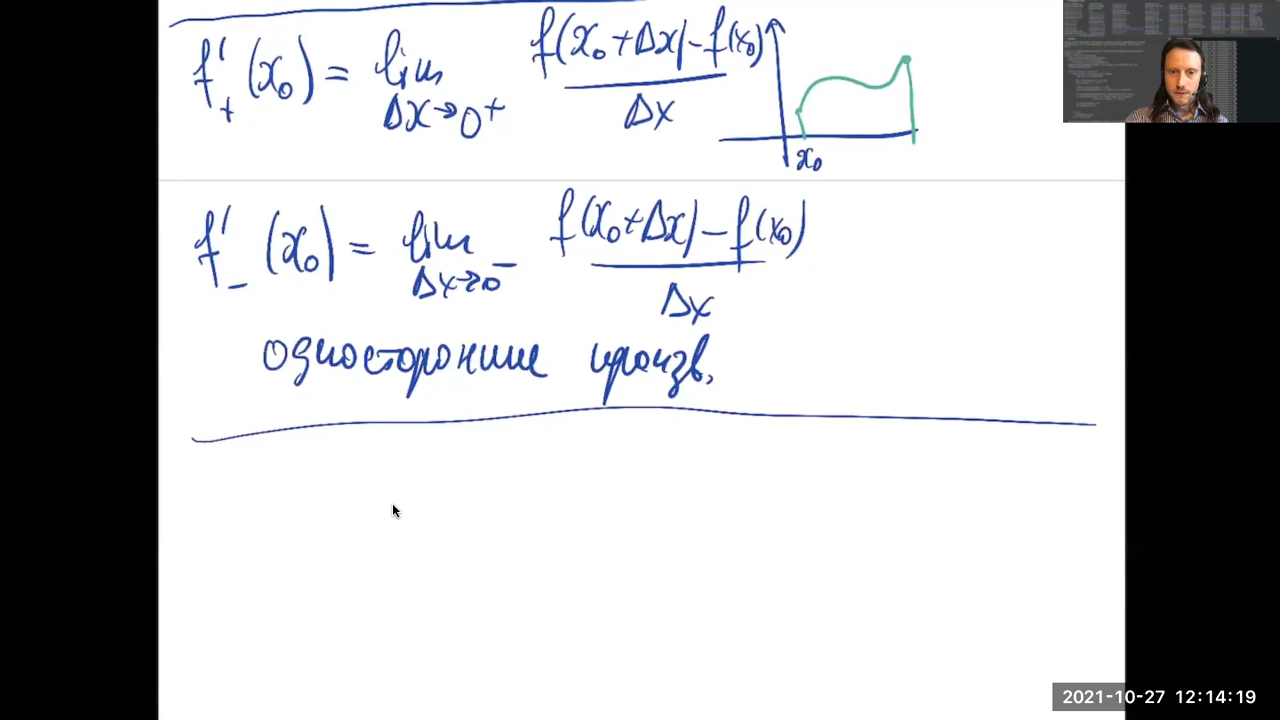 f'₊(x₀) = lim_{Δx→0+} (f(x₀+Δx)-f(x₀))/Δx
x₀
f'₋(x₀) = lim_{Δx→0-} (f(x₀+Δx)-f(x₀))/Δx
односторонние произв.
2021-10-27 12:14:19